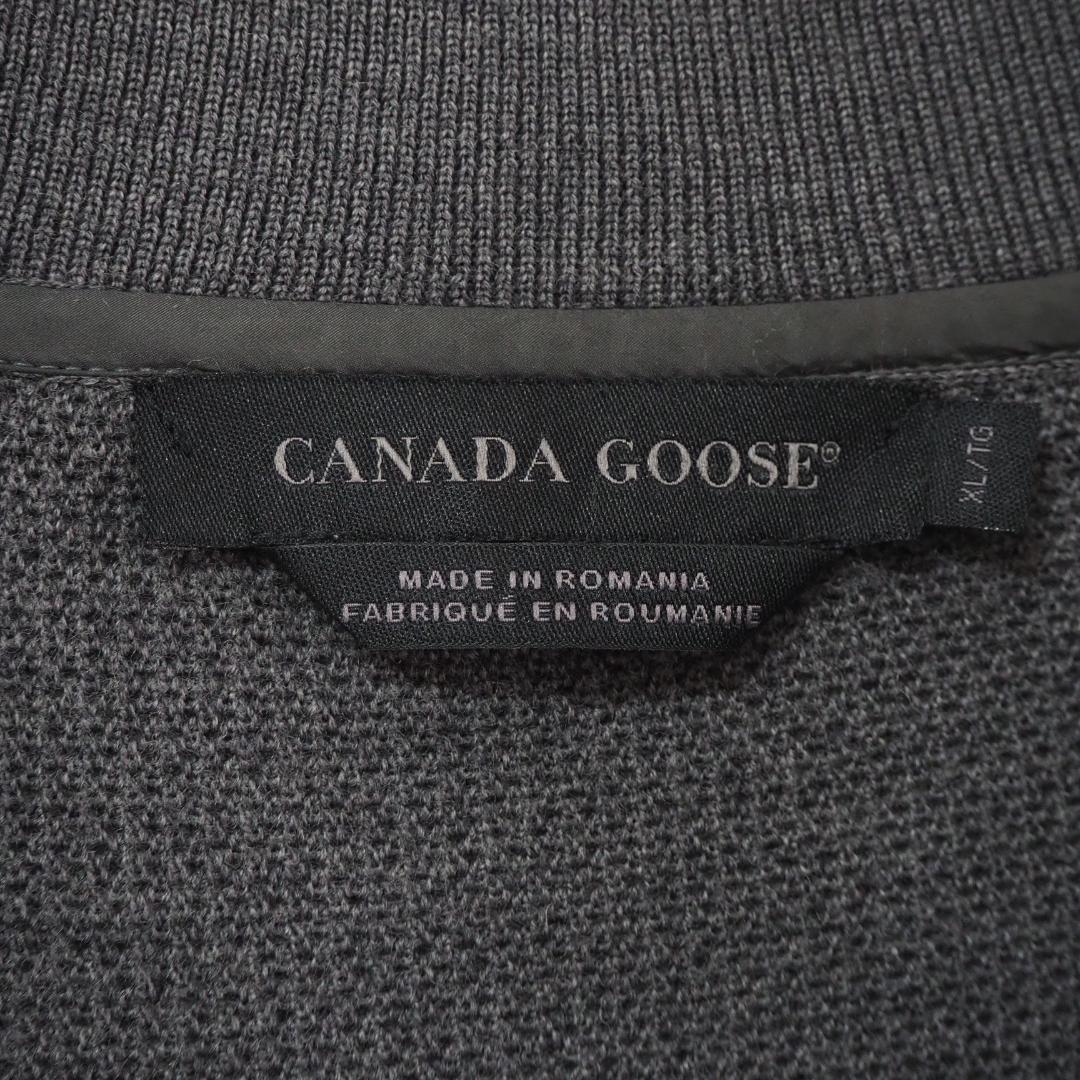 CANADA GOOSE®
XL/TG
MADE IN ROMANIA
FABRIQUÉ EN ROUMANIE